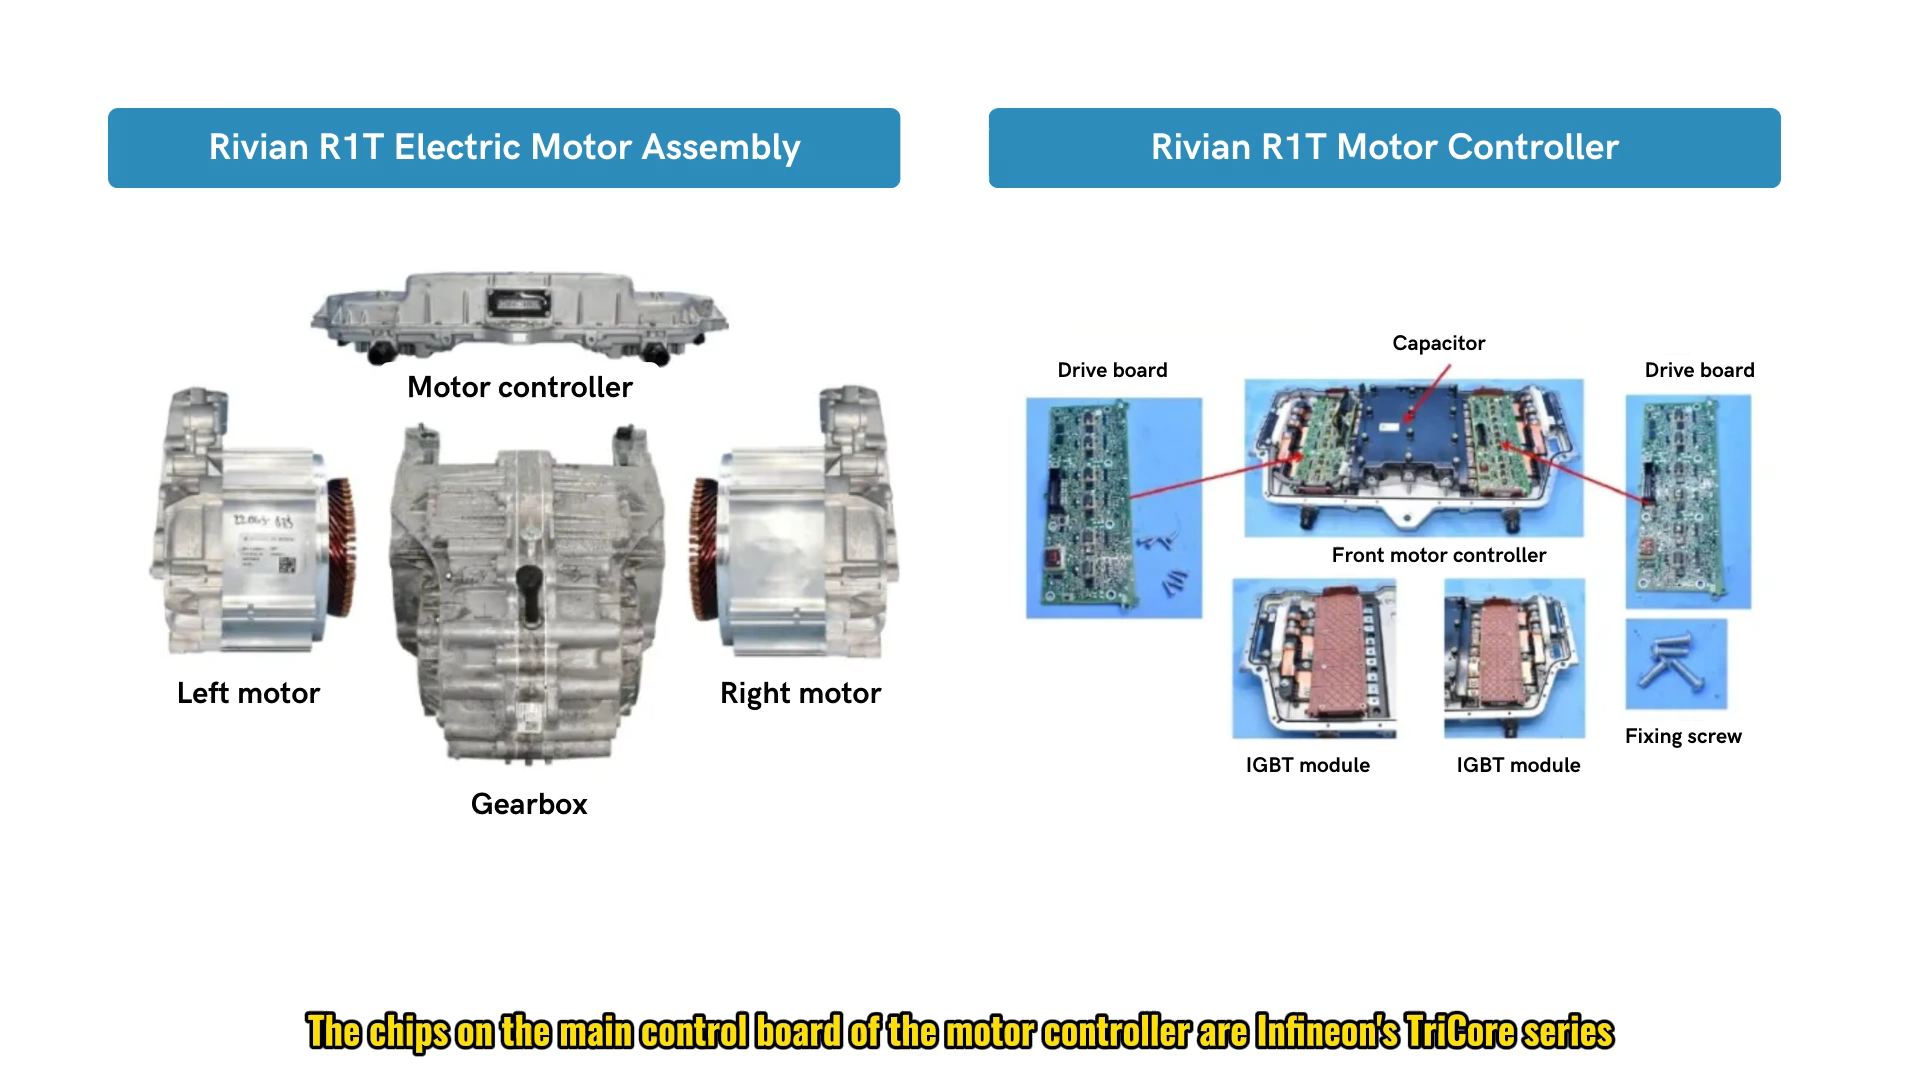 Rivian R1T Electric Motor Assembly
Rivian R1T Motor Controller
Motor controller
Left motor
Right motor
Gearbox
Capacitor
Drive board
Drive board
Front motor controller
IGBT module
IGBT module
Fixing screw
The chips on the main control board of the motor controller are Infineon's TriCore series